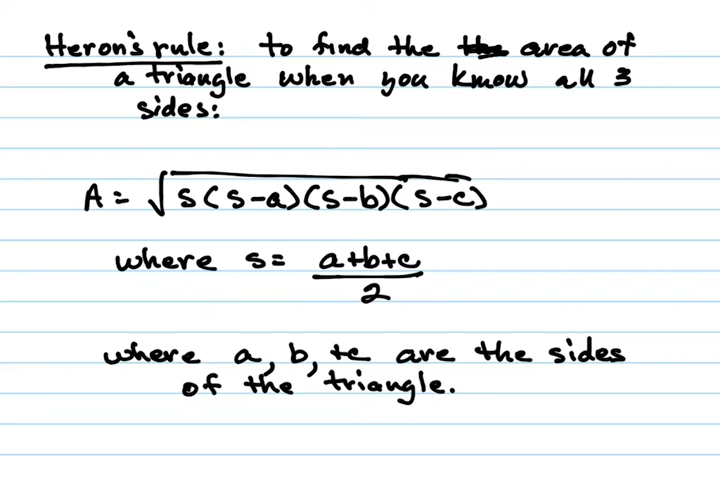 Heron's rule: to find the the area of
a triangle when you know all 3
sides:
A = √s(s-a)(s-b)(s-c)
where s = a+b+c
2
where a, b, +c are the sides
of the triangle.